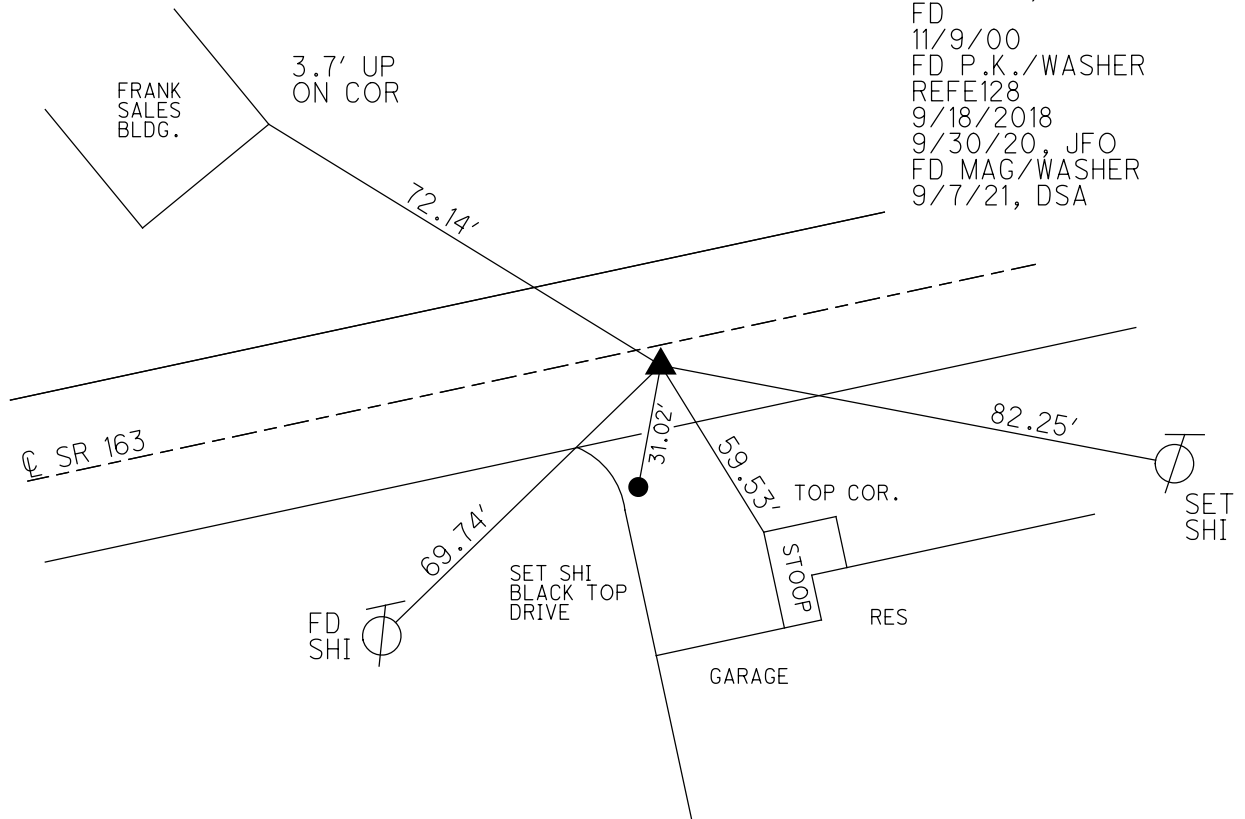 FD
11/9/00
FD P.K./WASHER
REFE128
9/18/2018
9/30/20, JFO
FD MAG/WASHER
9/7/21, DSA
3.7' UP
ON COR
FRANK
SALES
BLDG.
72.14'
℄ SR 163
31.02'
82.25'
59.53'
TOP COR.
SET
SHI
69.74'
STOOP
SET SHI
BLACK TOP
DRIVE
RES
FD
SHI
GARAGE